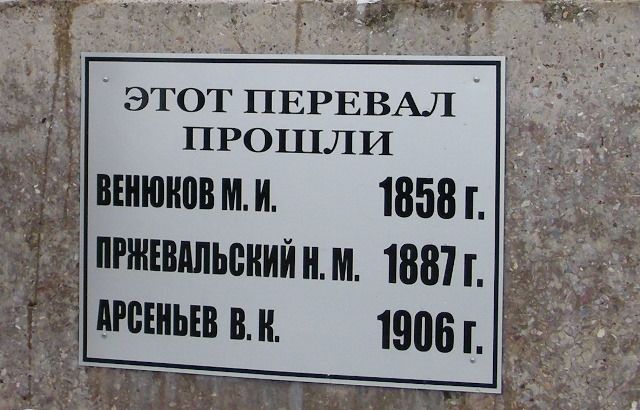 ЭТОТ ПЕРЕВАЛ
ПРОШЛИ
ВЕНЮКОВ М. И. 1858 г.
ПРЖЕВАЛЬСКИЙ Н. М. 1887 г.
АРСЕНЬЕВ В. К. 1906 г.